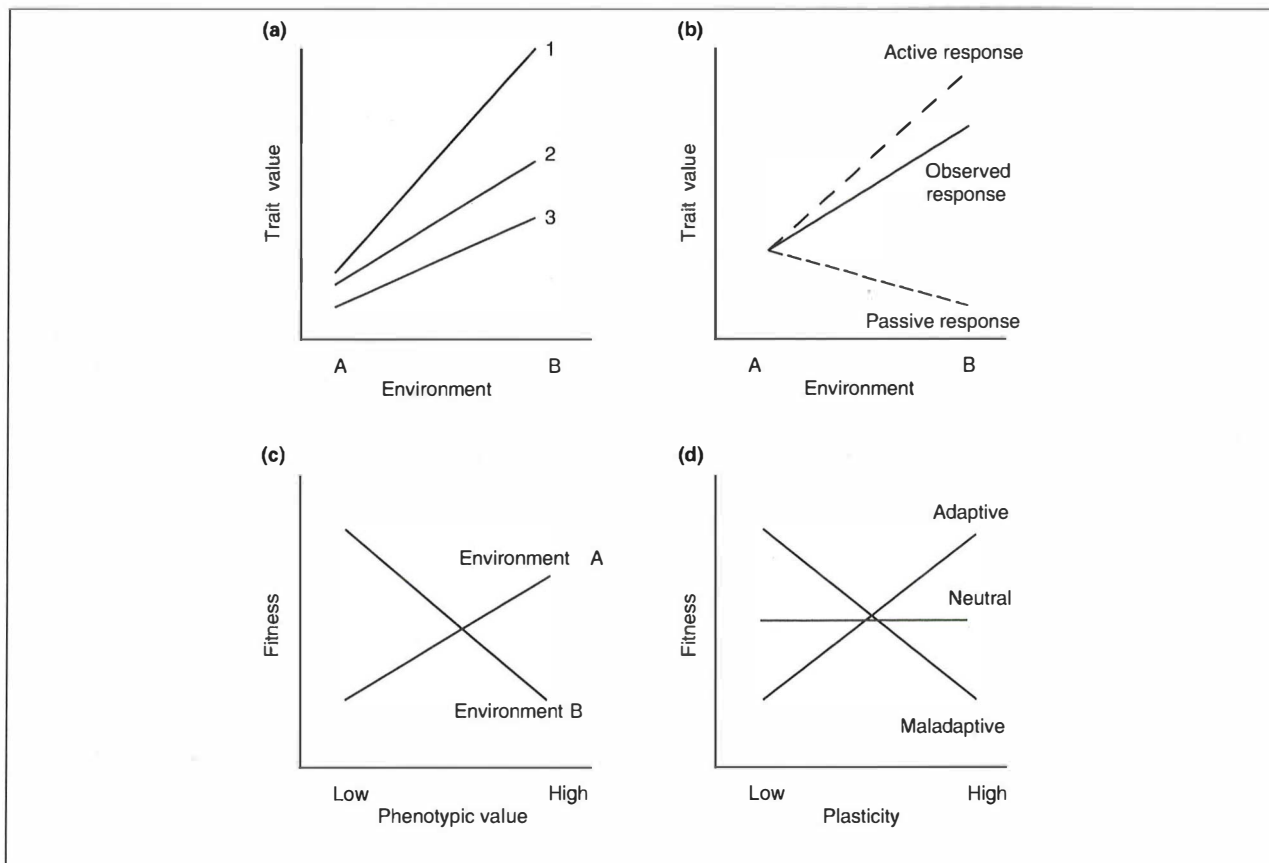 (a)
1
2
3
Trait value
A
B
Environment
(b)
Active response
Observed
response
Passive response
Trait value
A
B
Environment
(c)
Environment A
Environment B
Fitness
Low
High
Phenotypic value
(d)
Adaptive
Neutral
Maladaptive
Fitness
Low
High
Plasticity